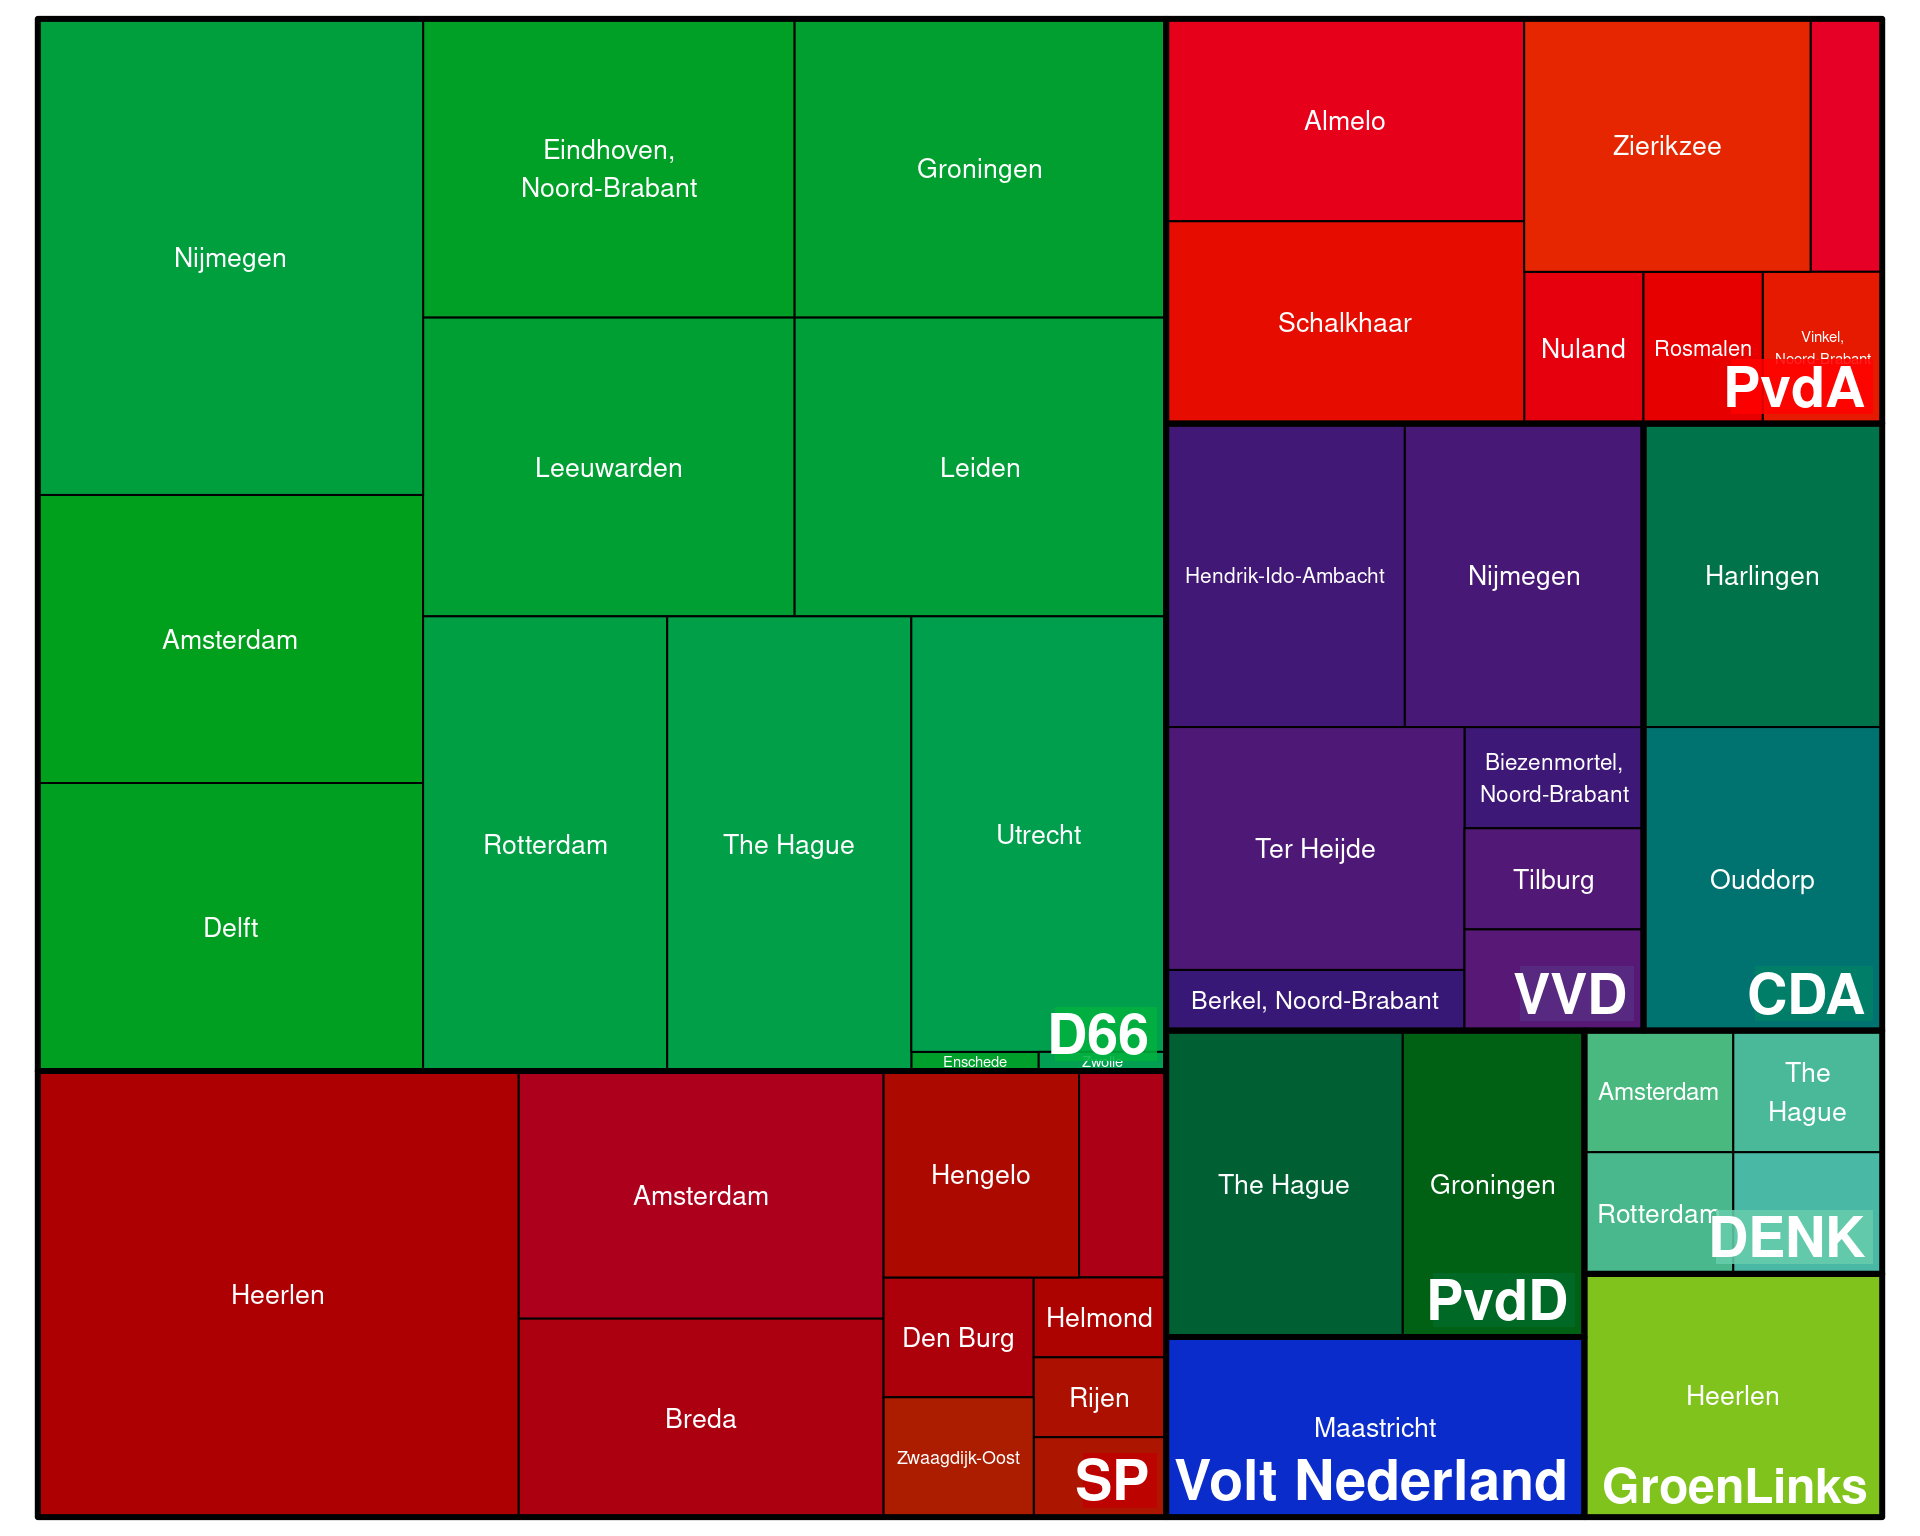 Nijmegen
Eindhoven,
Noord-Brabant
Groningen
Leeuwarden
Leiden
Amsterdam
Delft
Rotterdam
The Hague
Utrecht
Enschede
Zwolle
D66
Heerlen
Amsterdam
Breda
Hengelo
Den Burg
Helmond
Rijen
Zwaagdijk-Oost
SP
Almelo
Zierikzee
Schalkhaar
Nuland
Rosmalen
Vinkel,
Noord-Brabant
PvdA
Hendrik-Ido-Ambacht
Nijmegen
Ter Heijde
Biezenmortel,
Noord-Brabant
Tilburg
Berkel, Noord-Brabant
VVD
Harlingen
Ouddorp
CDA
The Hague
Groningen
PvdD
Amsterdam
The
Hague
Rotterdam
DENK
Maastricht
Volt Nederland
Heerlen
GroenLinks